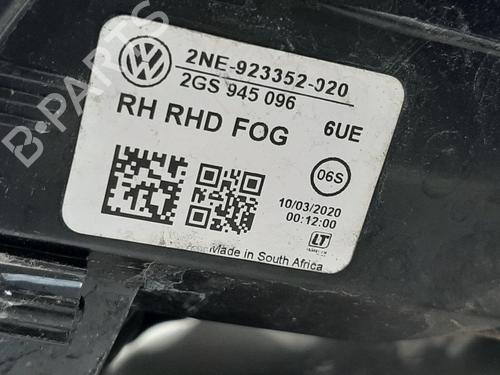 2NE-923352-020
2GS 945 096
RH RHD FOG 6UE
06S
10/03/2020
00:12:00
LT
Made in South Africa
B-PARTS